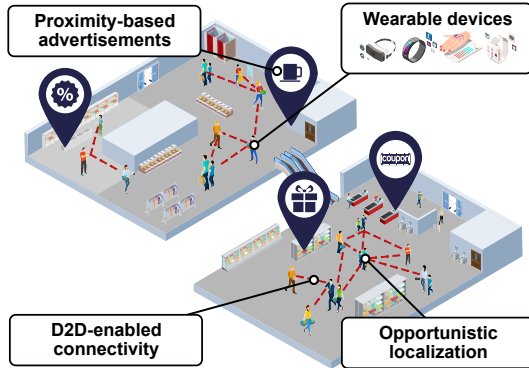 Proximity-based
advertisements
Wearable devices
%
coupon
D2D-enabled
connectivity
Opportunistic
localization